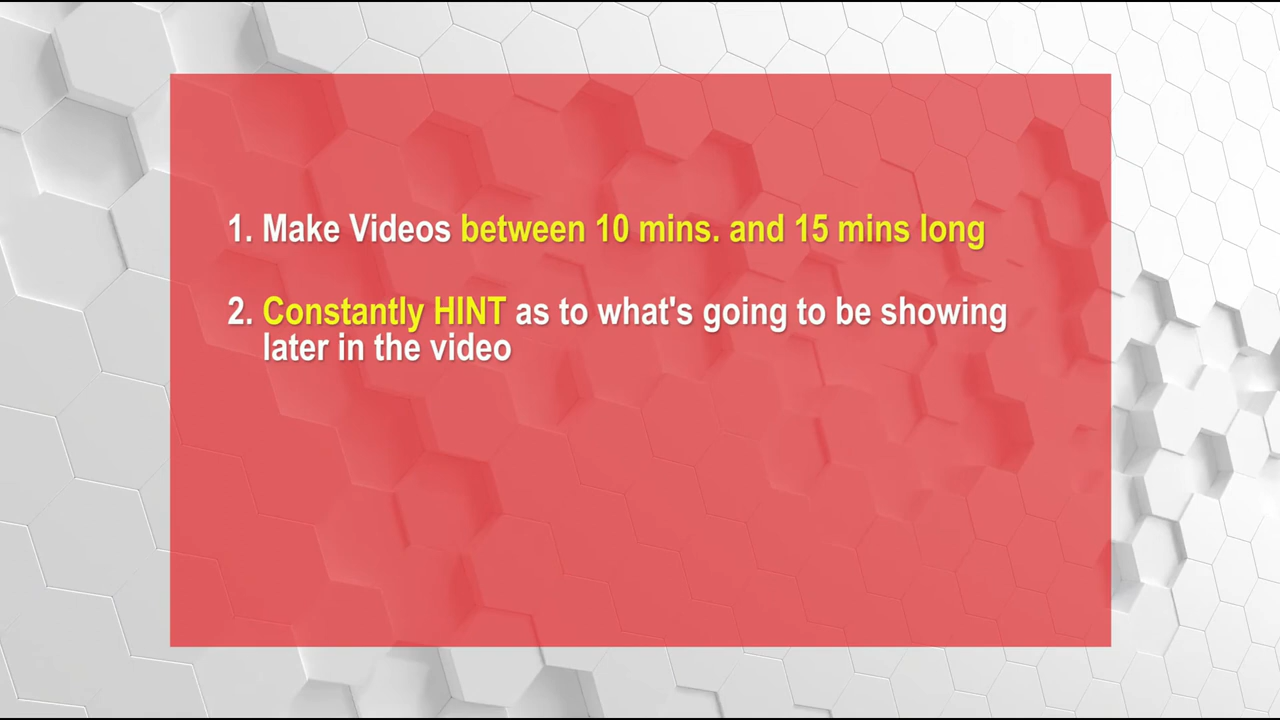 1. Make Videos between 10 mins. and 15 mins long
2. Constantly HINT as to what's going to be showing
later in the video